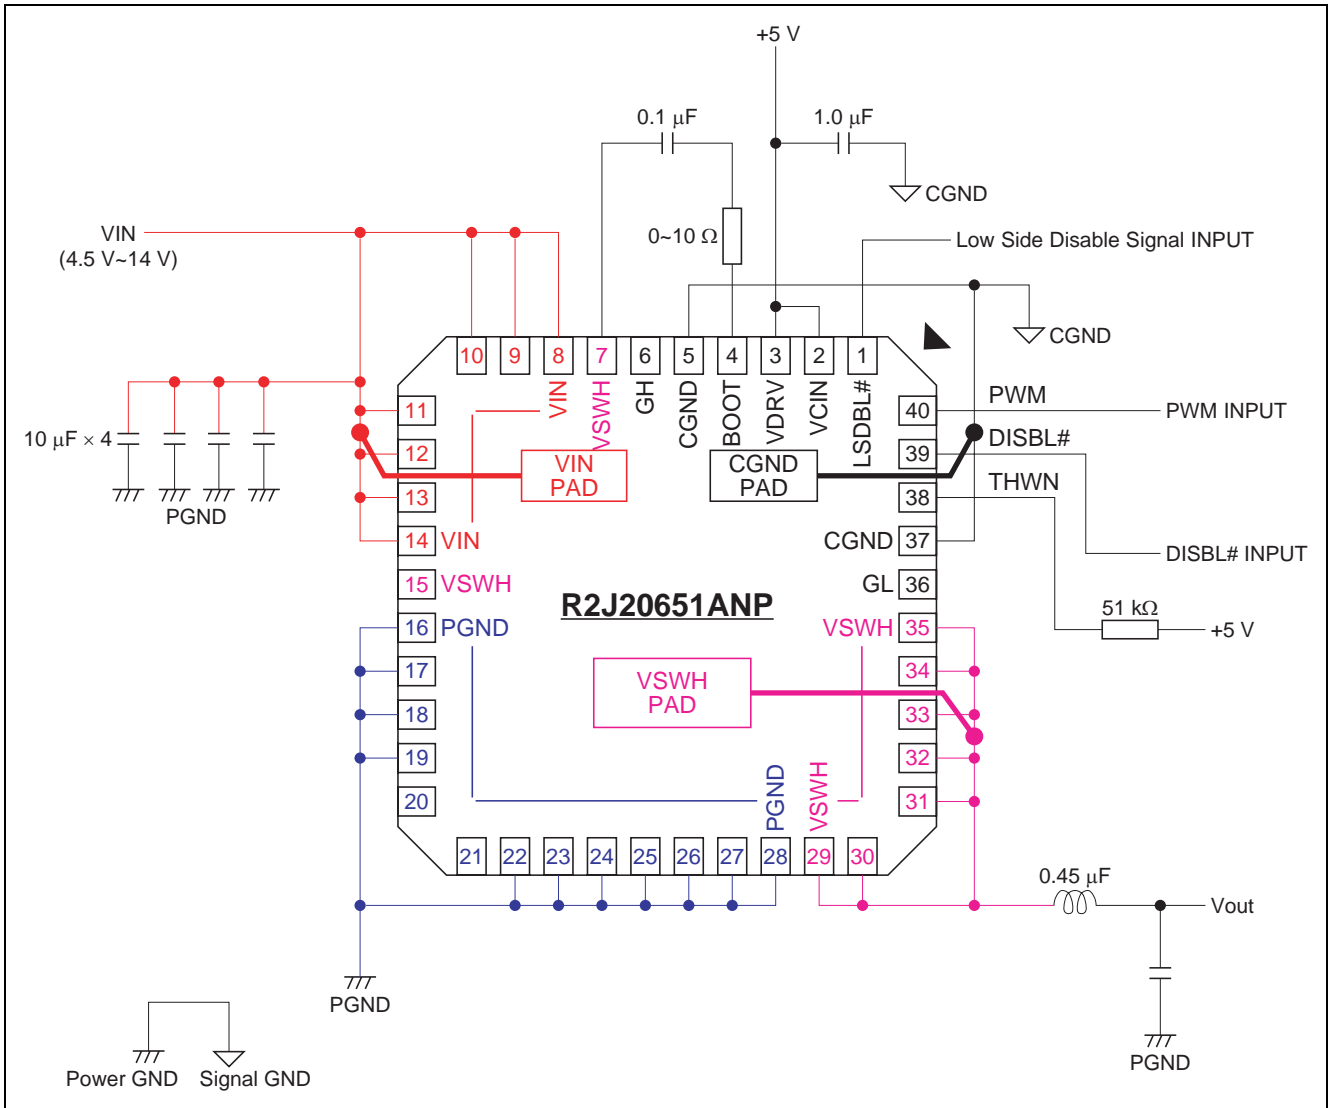 +5 V
0.1 μF
1.0 μF
CGND
VIN
(4.5 V~14 V)
0~10 Ω
Low Side Disable Signal INPUT
CGND
10
9
8
7
6
5
4
3
2
1
VIN
VSWH
GH
CGND
BOOT
VDRV
VCIN
LSDBL#
10 μF × 4
PGND
11
12
13
14
VIN
15
VSWH
16
PGND
17
18
19
20
VIN
PAD
CGND
PAD
40
PWM
PWM INPUT
39
DISBL#
38
THWN
CGND
37
DISBL# INPUT
GL
36
51 kΩ
+5 V
R2J20651ANP
VSWH
35
34
33
32
31
VSWH
PAD
PGND
VSWH
21
22
23
24
25
26
27
28
29
30
0.45 μF
Vout
PGND
PGND
Power GND
Signal GND